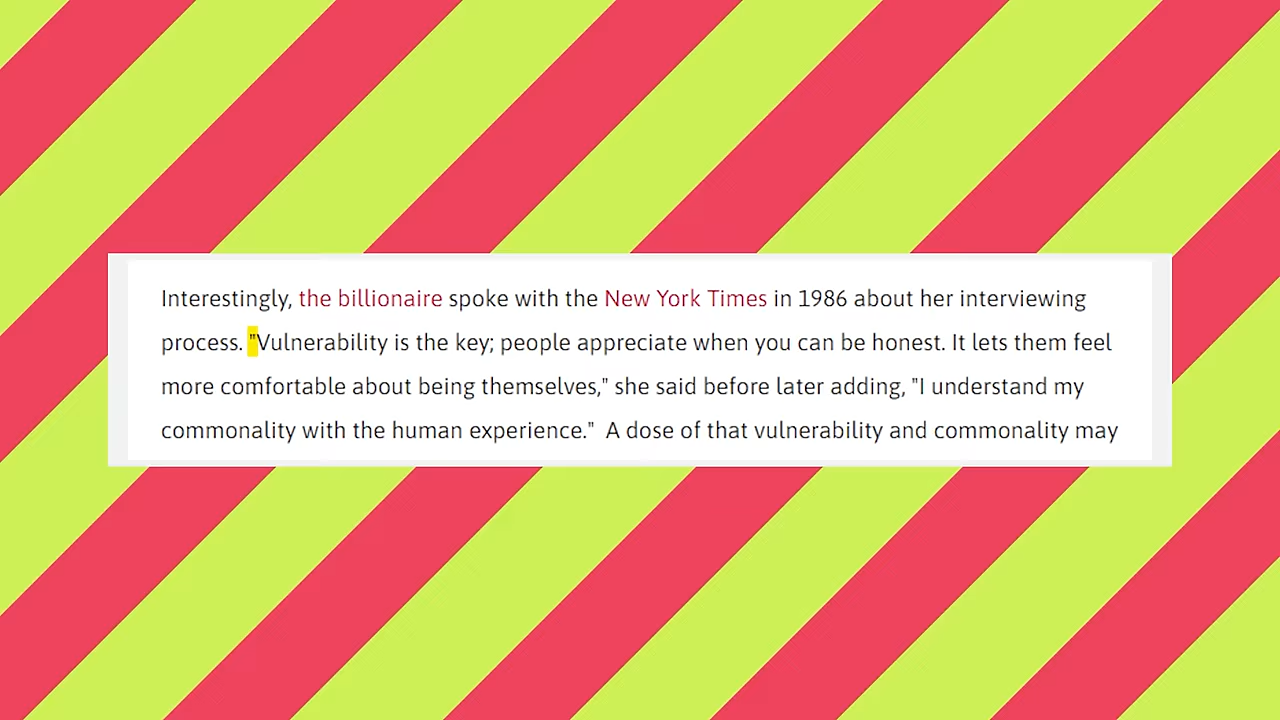 Interestingly, the billionaire spoke with the New York Times in 1986 about her interviewing
process. "Vulnerability is the key; people appreciate when you can be honest. It lets them feel
more comfortable about being themselves," she said before later adding, "I understand my
commonality with the human experience."  A dose of that vulnerability and commonality may